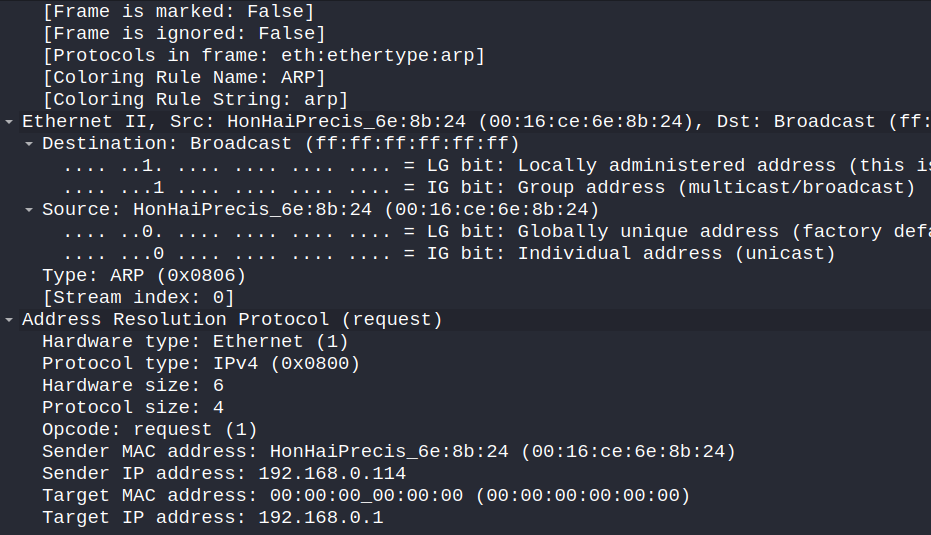 [Frame is marked: False]
[Frame is ignored: False]
[Protocols in frame: eth:ethertype:arp]
[Coloring Rule Name: ARP]
[Coloring Rule String: arp]
Ethernet II, Src: HonHaiPrecis_6e:8b:24 (00:16:ce:6e:8b:24), Dst: Broadcast (ff:
Destination: Broadcast (ff:ff:ff:ff:ff:ff)
.... ..1. .... .... .... .... = LG bit: Locally administered address (this is
.... ...1 .... .... .... .... = IG bit: Group address (multicast/broadcast)
Source: HonHaiPrecis_6e:8b:24 (00:16:ce:6e:8b:24)
.... ..0. .... .... .... .... = LG bit: Globally unique address (factory defa
.... ...0 .... .... .... .... = IG bit: Individual address (unicast)
Type: ARP (0x0806)
[Stream index: 0]
Address Resolution Protocol (request)
Hardware type: Ethernet (1)
Protocol type: IPv4 (0x0800)
Hardware size: 6
Protocol size: 4
Opcode: request (1)
Sender MAC address: HonHaiPrecis_6e:8b:24 (00:16:ce:6e:8b:24)
Sender IP address: 192.168.0.114
Target MAC address: 00:00:00_00:00:00 (00:00:00:00:00:00)
Target IP address: 192.168.0.1